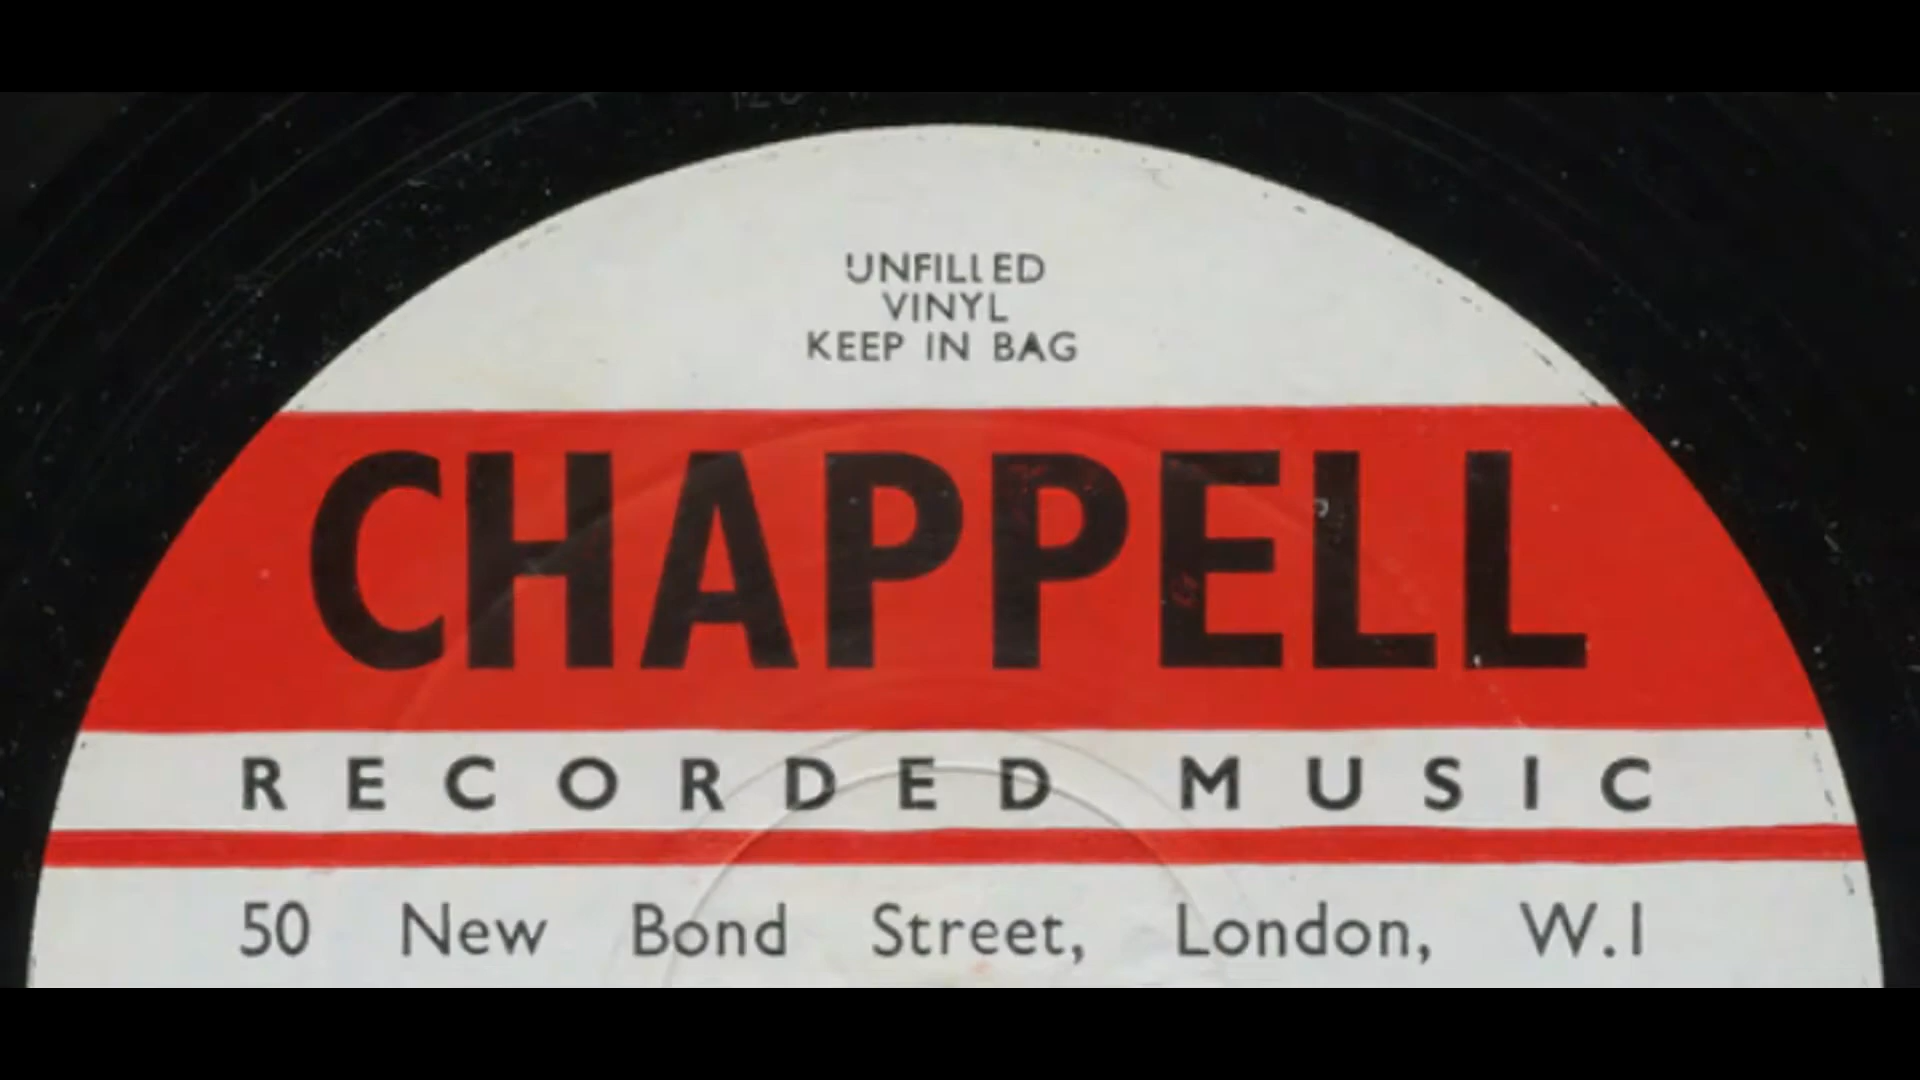 UNFILLED
VINYL
KEEP IN BAG
CHAPPELL
RECORDED MUSIC
50 New Bond Street, London, W.1